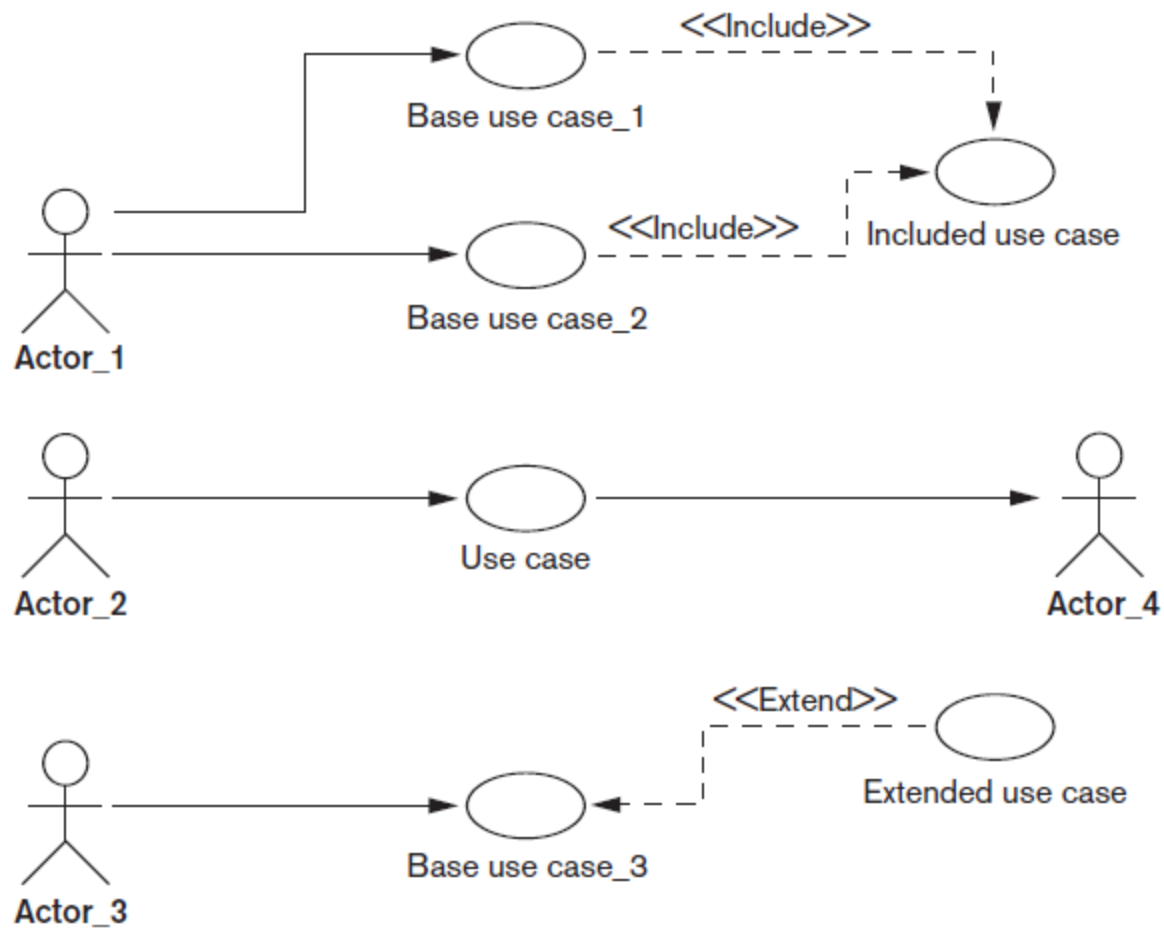 <<Include>>
Base use case_1
<<Include>>
Included use case
Base use case_2
Actor_1
Use case
Actor_2
Actor_4
<<Extend>>
Extended use case
Base use case_3
Actor_3